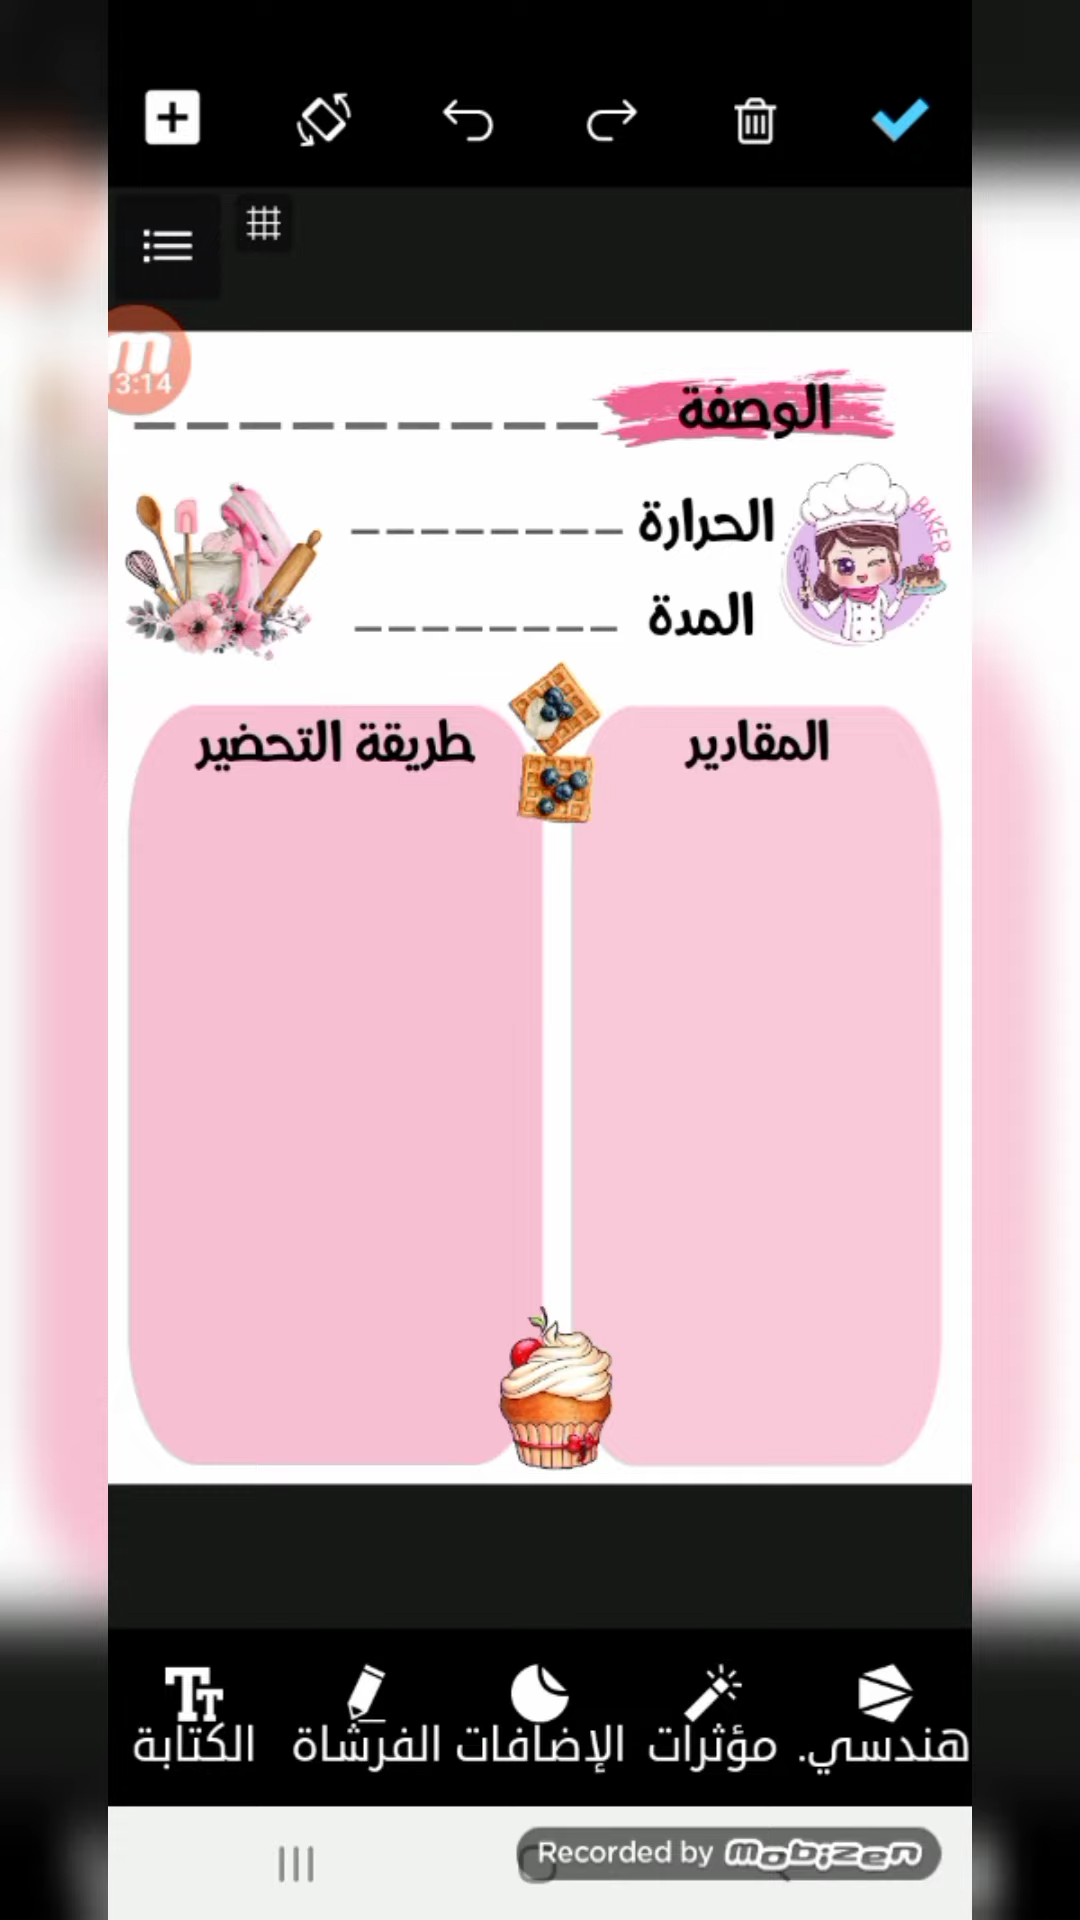 m
3:14
الوصفة
الحرارة
BAKER
المدة
المقادير
طريقة التحضير
الكتابة
الفرشاة
الإضافات
مؤثرات
هندسي.
Recorded by mobizen